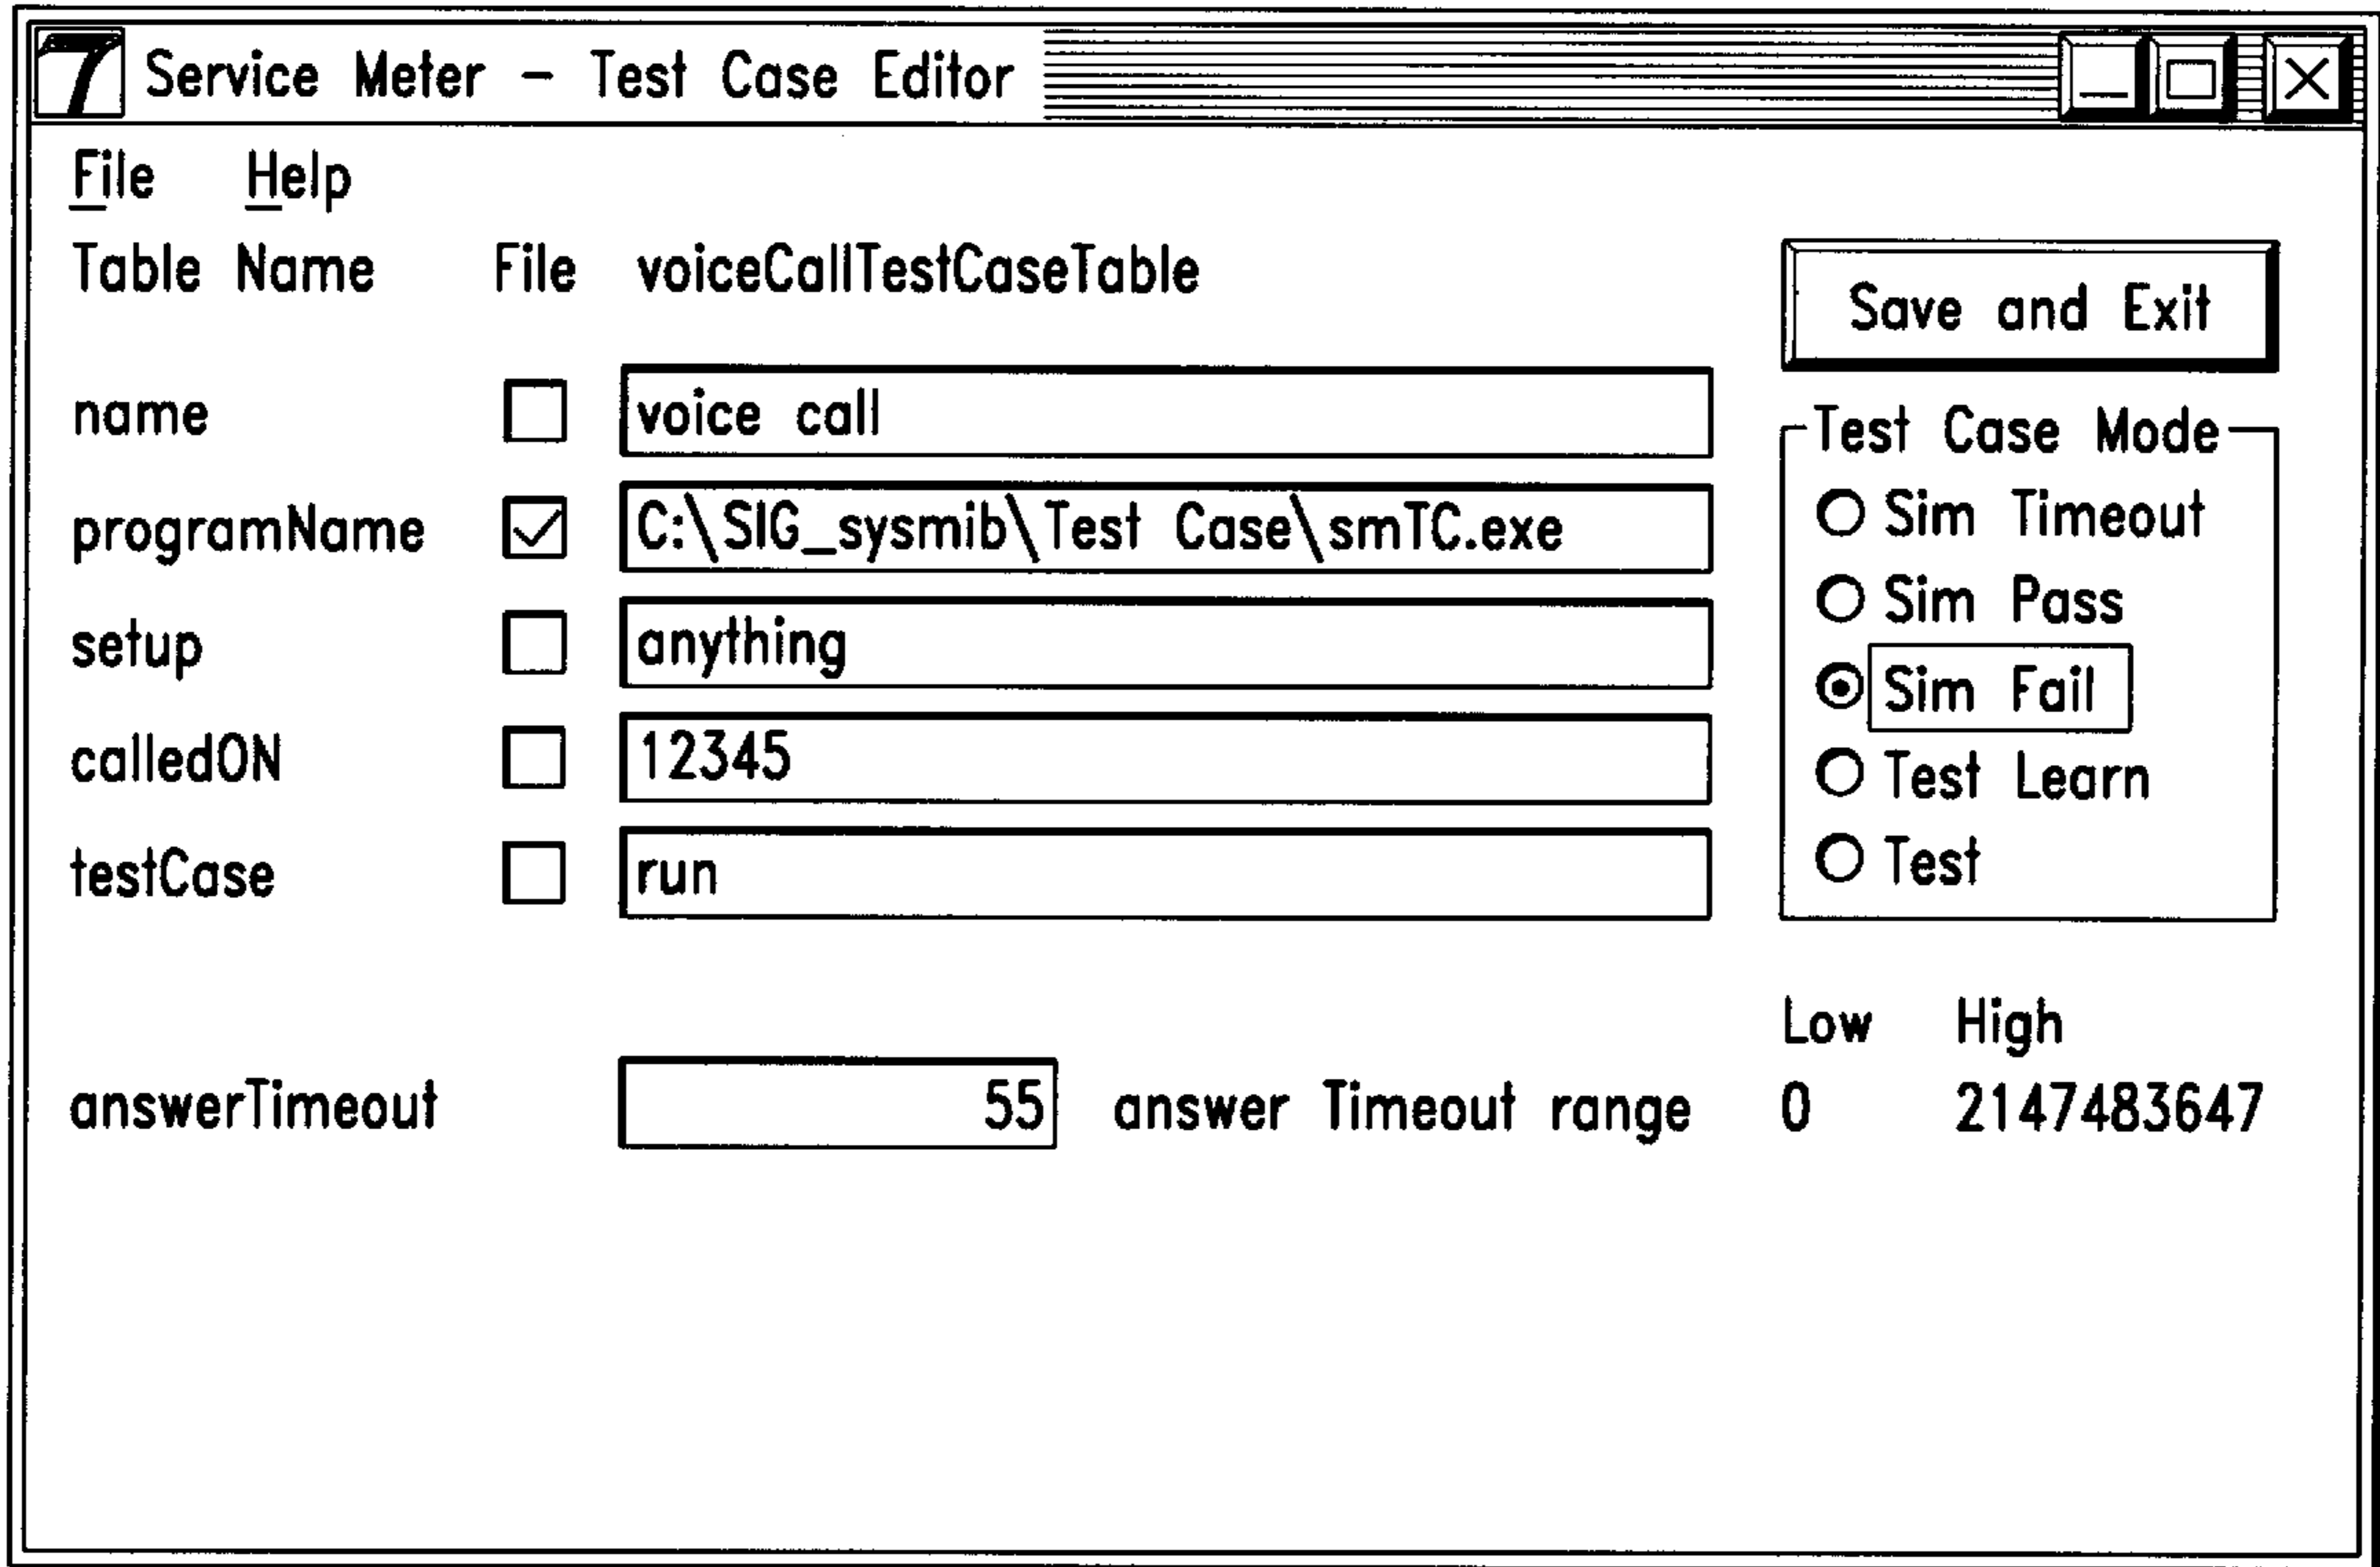 7 Service Meter - Test Case Editor
File Help
Table Name File voiceCallTestCaseTable
Save and Exit
name voice call
programName C:\SIG_sysmib\Test Case\smTC.exe
setup anything
calledON 12345
testCase run
Test Case Mode
Sim Timeout
Sim Pass
Sim Fail
Test Learn
Test
Low High
answerTimeout 55 answer Timeout range 0 2147483647